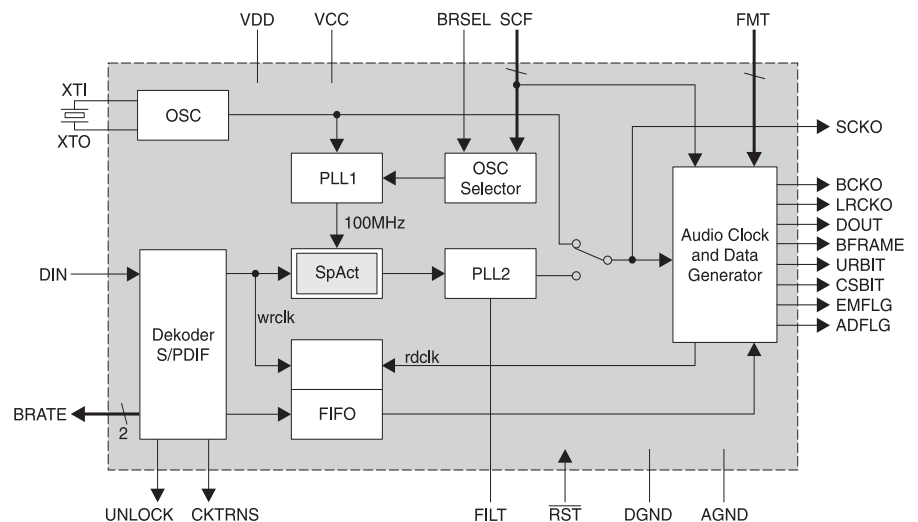 VDD
VCC
BRSEL
SCF
FMT
XTI
XTO
OSC
SCKO
PLL1
OSC
Selector
100MHz
BCKO
LRCKO
DOUT
BFRAME
URBIT
CSBIT
EMFLG
ADFLG
Audio Clock
and Data
Generator
DIN
SpAct
PLL2
wrclk
Dekoder
S/PDIF
rdclk
FIFO
BRATE
2
UNLOCK
CKTRNS
FILT
RST
DGND
AGND